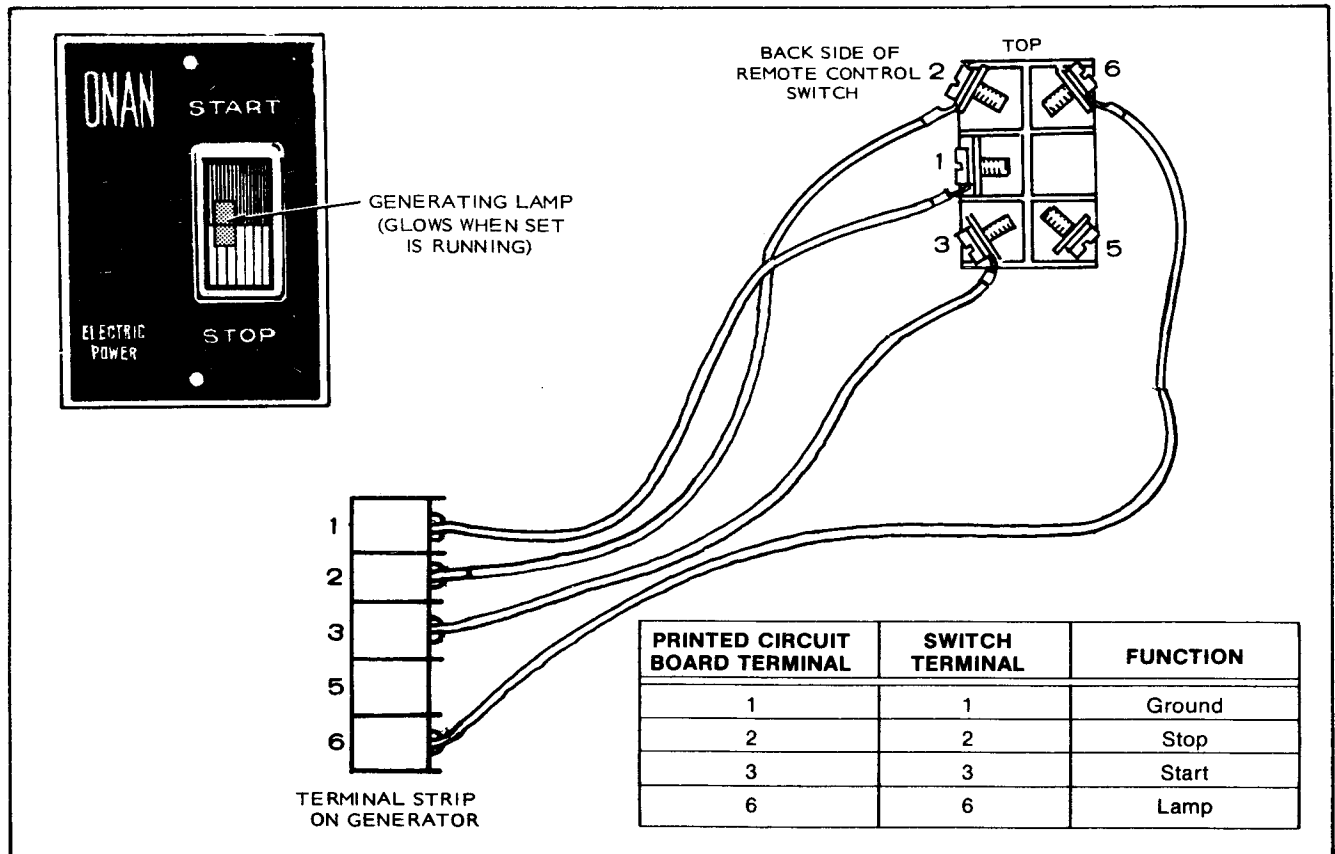 ONAN
START
GENERATING LAMP
(GLOWS WHEN SET
IS RUNNING)
ELECTRIC
POWER
STOP
BACK SIDE OF
REMOTE CONTROL
SWITCH
TOP
2
6
1
3
5
1
2
3
5
6
TERMINAL STRIP
ON GENERATOR
PRINTED CIRCUIT
BOARD TERMINAL
SWITCH
TERMINAL
FUNCTION
1 1 Ground
2 2 Stop
3 3 Start
6 6 Lamp